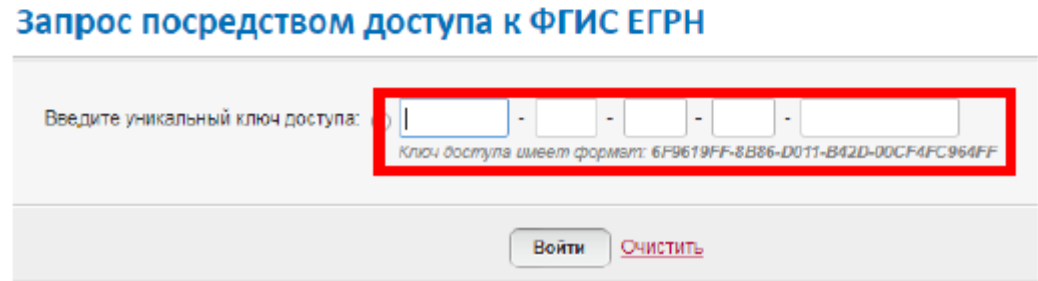 Запрос посредством доступа к ФГИС ЕГРН
Введите уникальный ключ доступа: - - - -
Ключ доступа имеет формат: 6F9619FF-8B86-D011-B42D-00CF4FC964FF
Войти Очистить